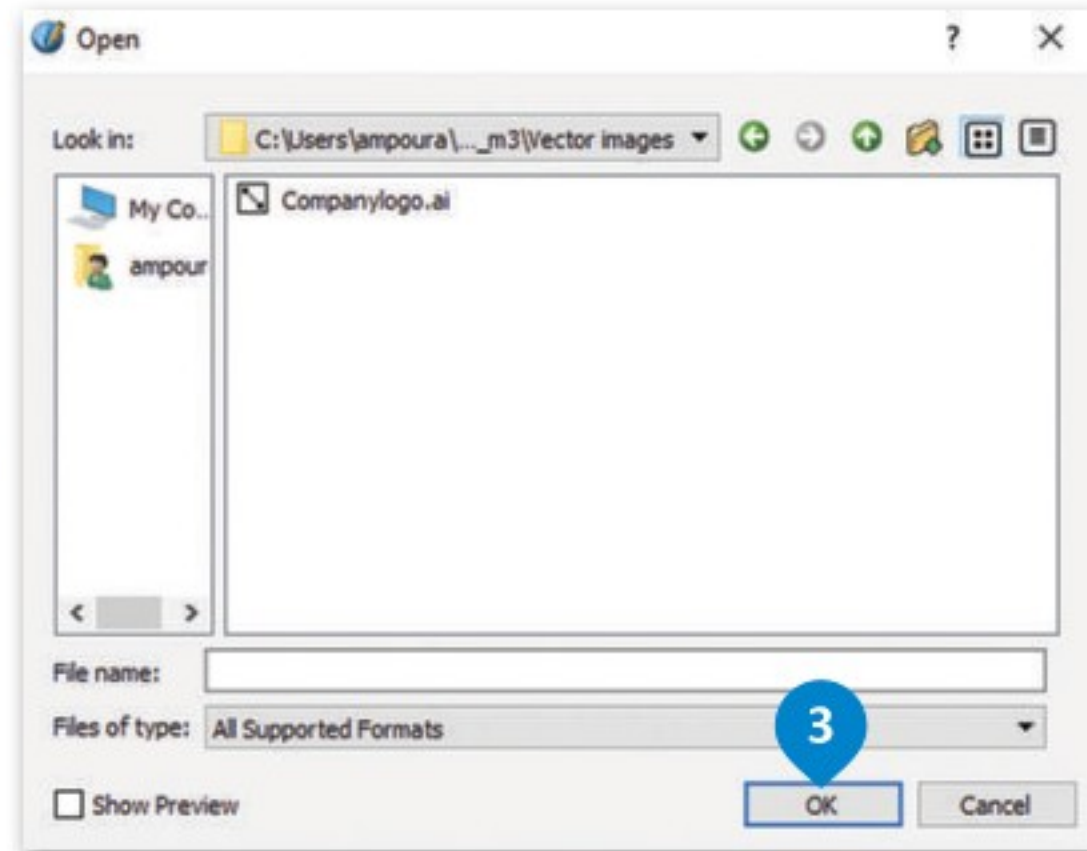 Open ? ✕
Look in: C:\Users\ampoura\..._m3\Vector images
My Co..
ampour
Companylogo.ai
File name:
Files of type: All Supported Formats
3
Show Preview OK Cancel